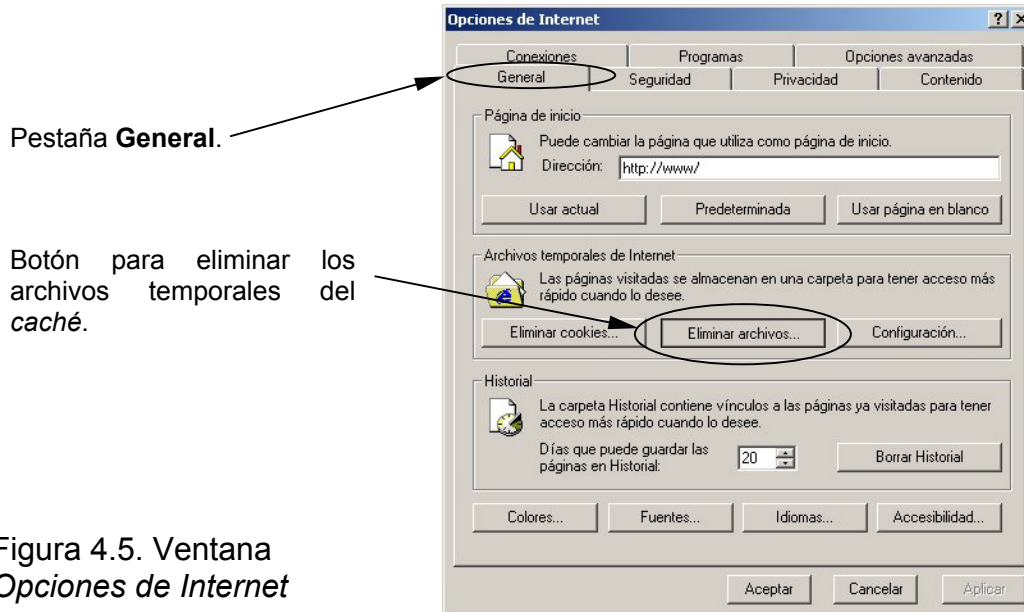 Opciones de Internet
Conexiones Programas Opciones avanzadas
General Seguridad Privacidad Contenido
Pestaña General.
Página de inicio
Puede cambiar la página que utiliza como página de inicio.
Dirección: http://www/
Usar actual Predeterminada Usar página en blanco
Botón para eliminar los
archivos temporales del
caché.
Archivos temporales de Internet
Las páginas visitadas se almacenan en una carpeta para tener acceso más
rápido cuando lo desee.
Eliminar cookies... Eliminar archivos... Configuración...
Historial
La carpeta Historial contiene vínculos a las páginas ya visitadas para tener
acceso más rápido cuando lo desee.
Días que puede guardar las
páginas en Historial: 20 Borrar Historial
Colores... Fuentes... Idiomas... Accesibilidad...
Figura 4.5. Ventana
Opciones de Internet
Aceptar Cancelar Aplicar